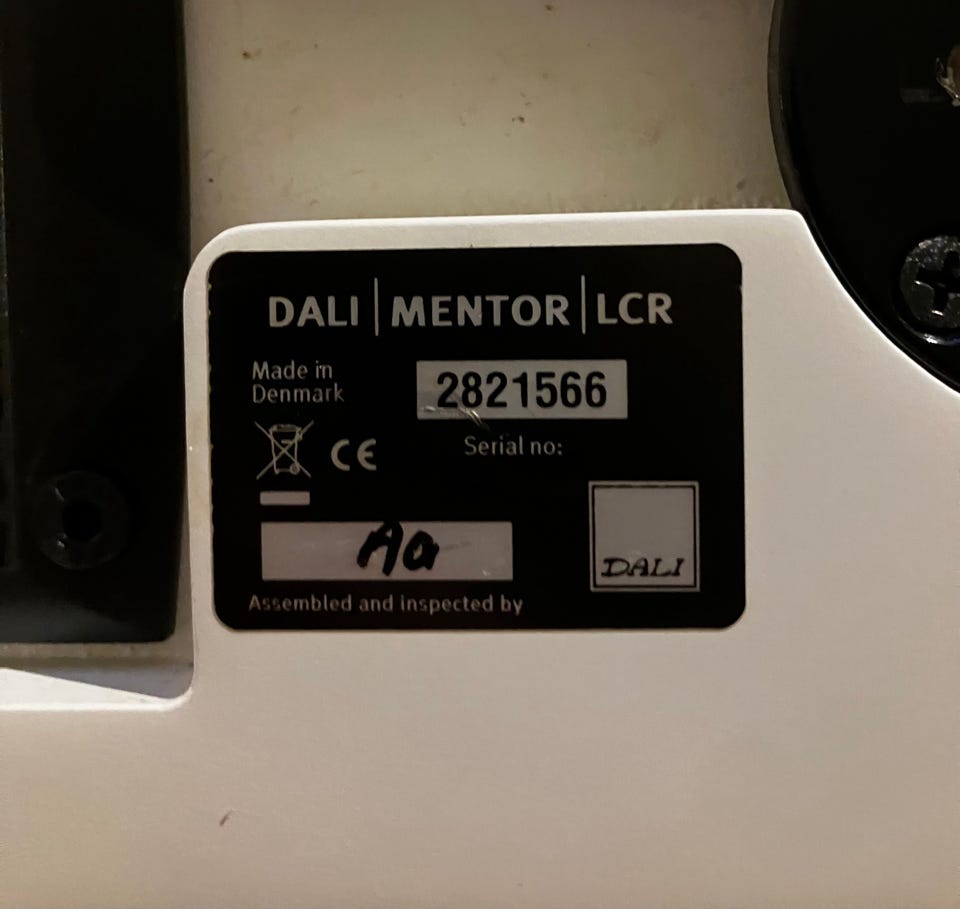 DALI | MENTOR | LCR
Made in
Denmark
2821566
Serial no:
CE
Aa
DALI
Assembled and inspected by